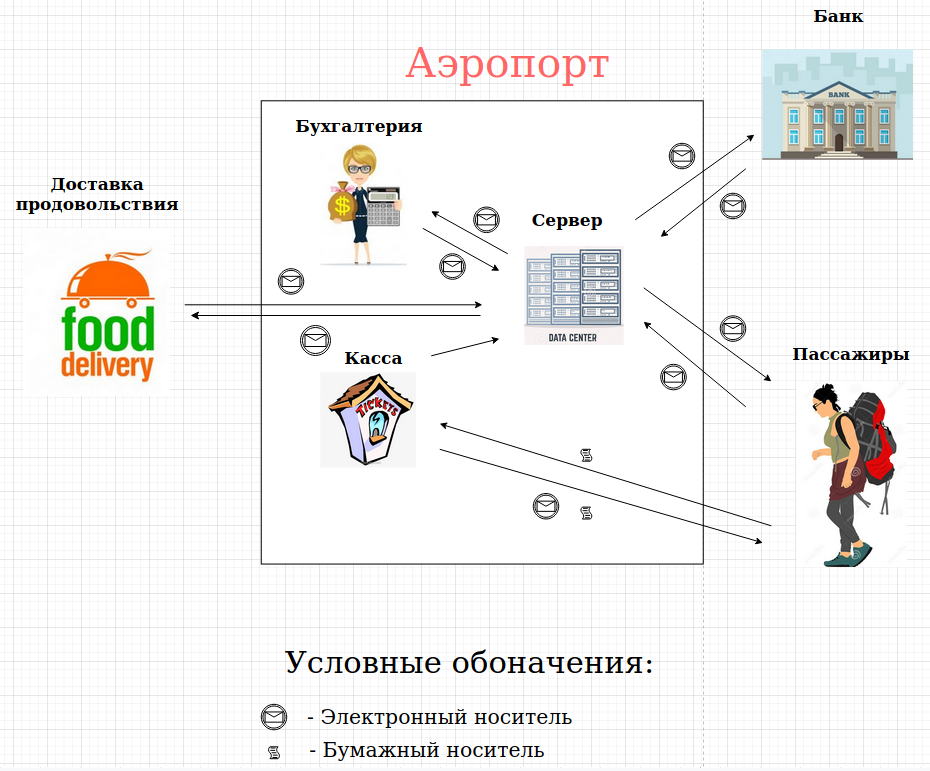 Банк
Аэропорт
BANK
Бухгалтерия
$
Доставка
продовольствия
Сервер
food
delivery
DATA CENTER
Касса
TICKETS
Пассажиры
Условные обоначения:
- Электронный носитель
- Бумажный носитель